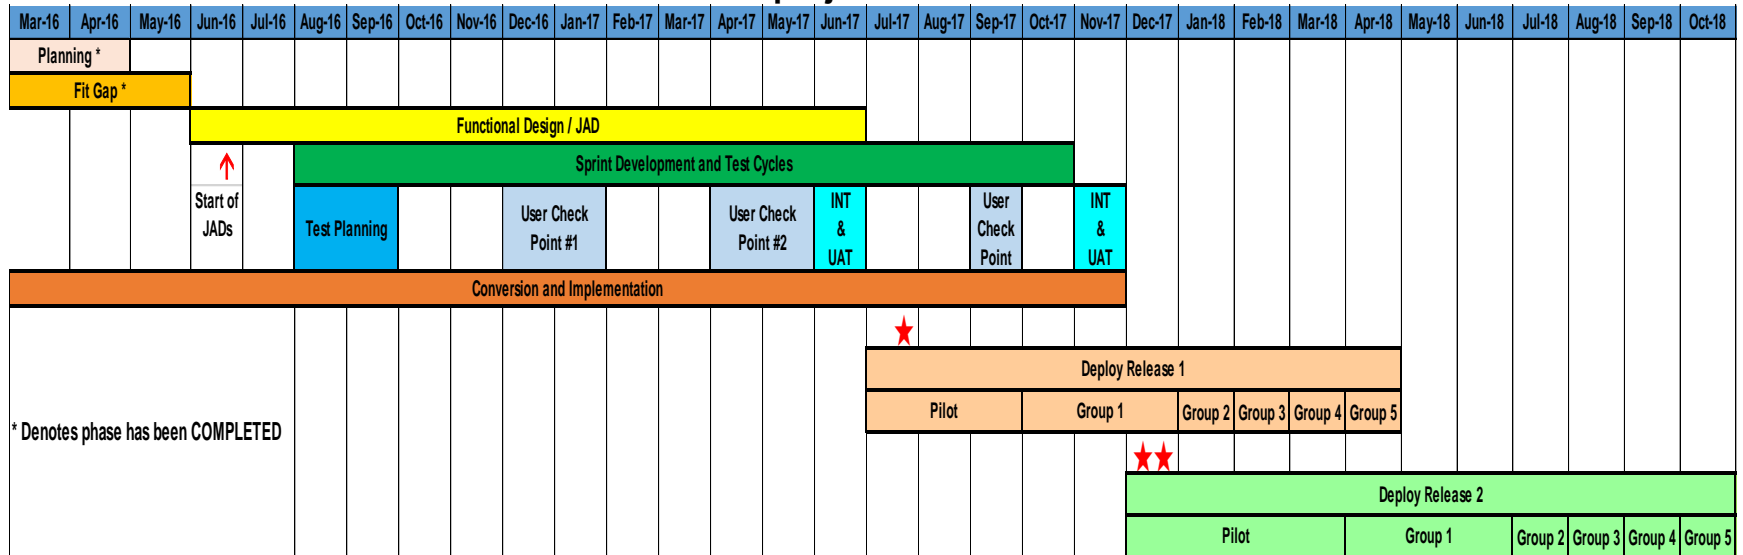 Mar-16 Apr-16 May-16 Jun-16 Jul-16 Aug-16 Sep-16 Oct-16 Nov-16 Dec-16 Jan-17 Feb-17 Mar-17 Apr-17 May-17 Jun-17 Jul-17 Aug-17 Sep-17 Oct-17 Nov-17 Dec-17 Jan-18 Feb-18 Mar-18 Apr-18 May-18 Jun-18 Jul-18 Aug-18 Sep-18 Oct-18
Planning *
Fit Gap *
Functional Design / JAD
Sprint Development and Test Cycles
Start of
JADs
Test Planning
User Check
Point #1
User Check
Point #2
INT
&
UAT
User
Check
Point
INT
&
UAT
Conversion and Implementation
Deploy Release 1
Pilot Group 1 Group 2 Group 3 Group 4 Group 5
* Denotes phase has been COMPLETED
Deploy Release 2
Pilot Group 1 Group 2 Group 3 Group 4 Group 5